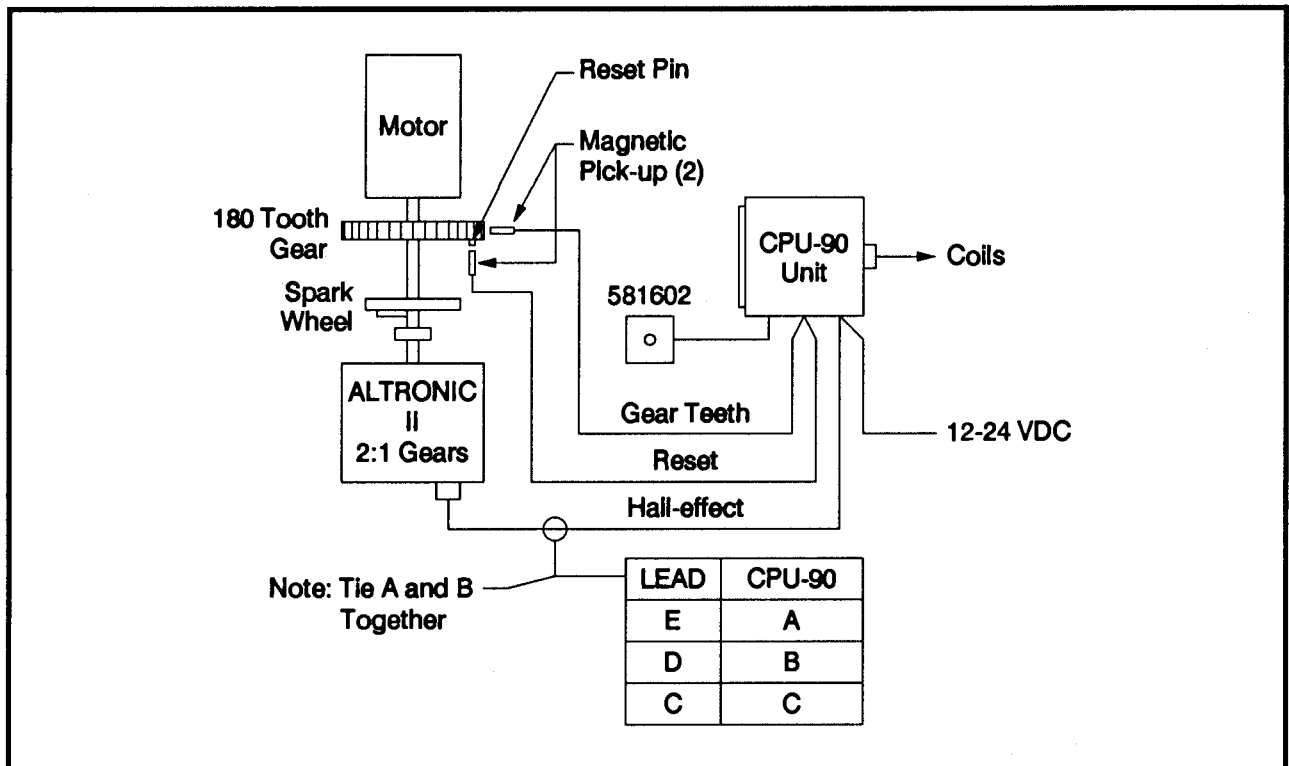 Reset Pin
Motor
Magnetic
Pick-up (2)
180 Tooth
Gear
CPU-90
Unit
Coils
Spark
Wheel
581602
ALTRONIC
II
2:1 Gears
Gear Teeth
12-24 VDC
Reset
Hall-effect
Note: Tie A and B
Together
LEAD CPU-90
E A
D B
C C